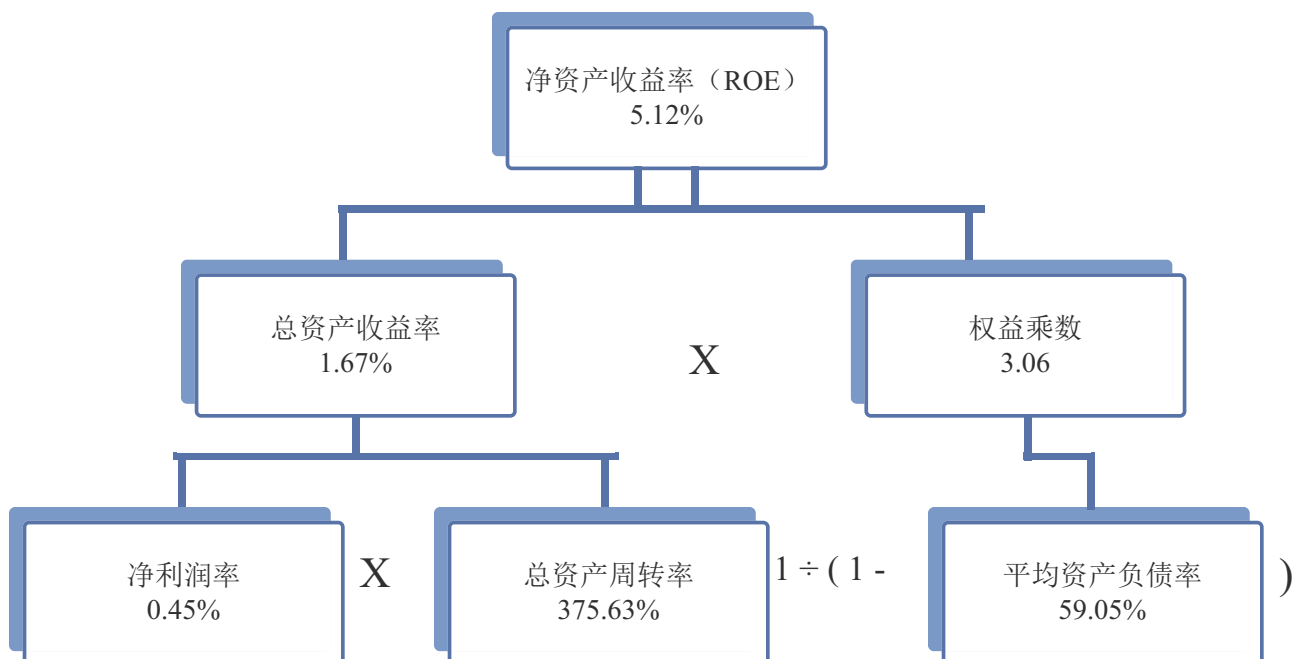 净资产收益率（ROE）
5.12%
总资产收益率
1.67%
X
权益乘数
3.06
净利润率
0.45%
X
总资产周转率
375.63%
1 ÷ ( 1 -
平均资产负债率
59.05%
)